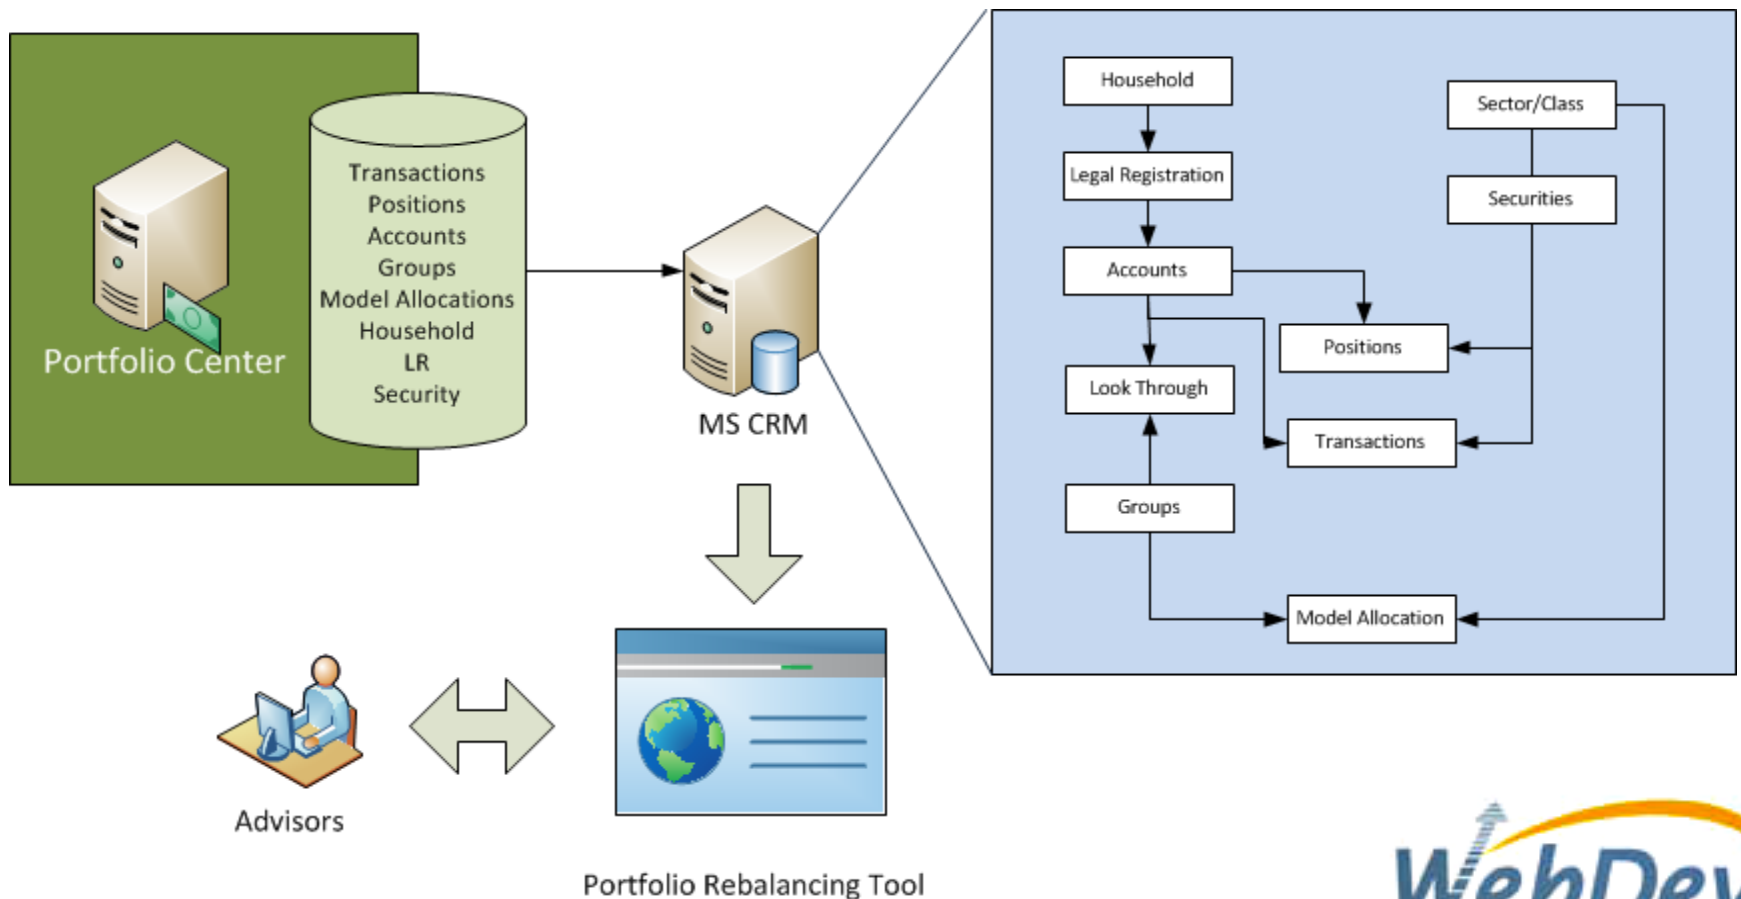 Portfolio Center
Transactions
Positions
Accounts
Groups
Model Allocations
Household
LR
Security
MS CRM
Household
Legal Registration
Accounts
Look Through
Groups
Sector/Class
Securities
Positions
Transactions
Model Allocation
Advisors
Portfolio Rebalancing Tool
WebDev